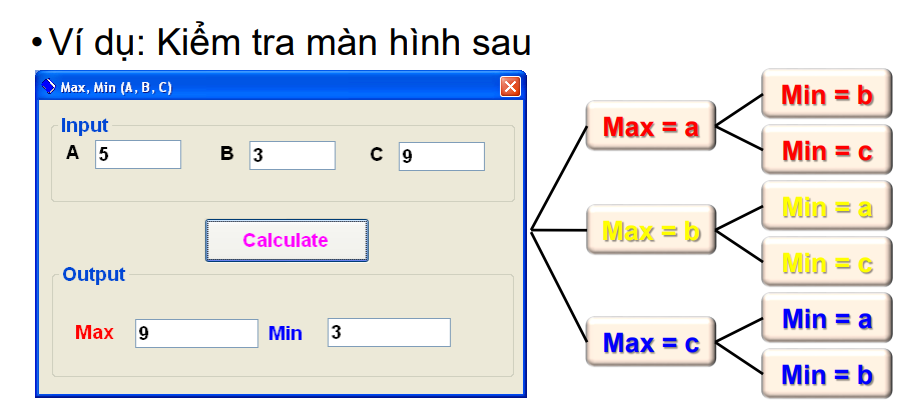 • Ví dụ: Kiểm tra màn hình sau
Max, Min (A, B, C)
Input
A 5 B 3 C 9
Calculate
Output
Max 9 Min 3
Max = a
Min = b
Min = c
Max = b
Min = a
Min = c
Max = c
Min = a
Min = b